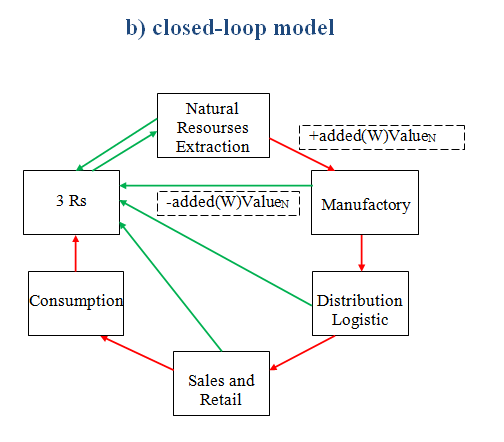 b) closed-loop model
Natural
Resourses
Extraction
+added(W)ValueN
3 Rs
-added(W)ValueN
Manufactory
Consumption
Distribution
Logistic
Sales and
Retail